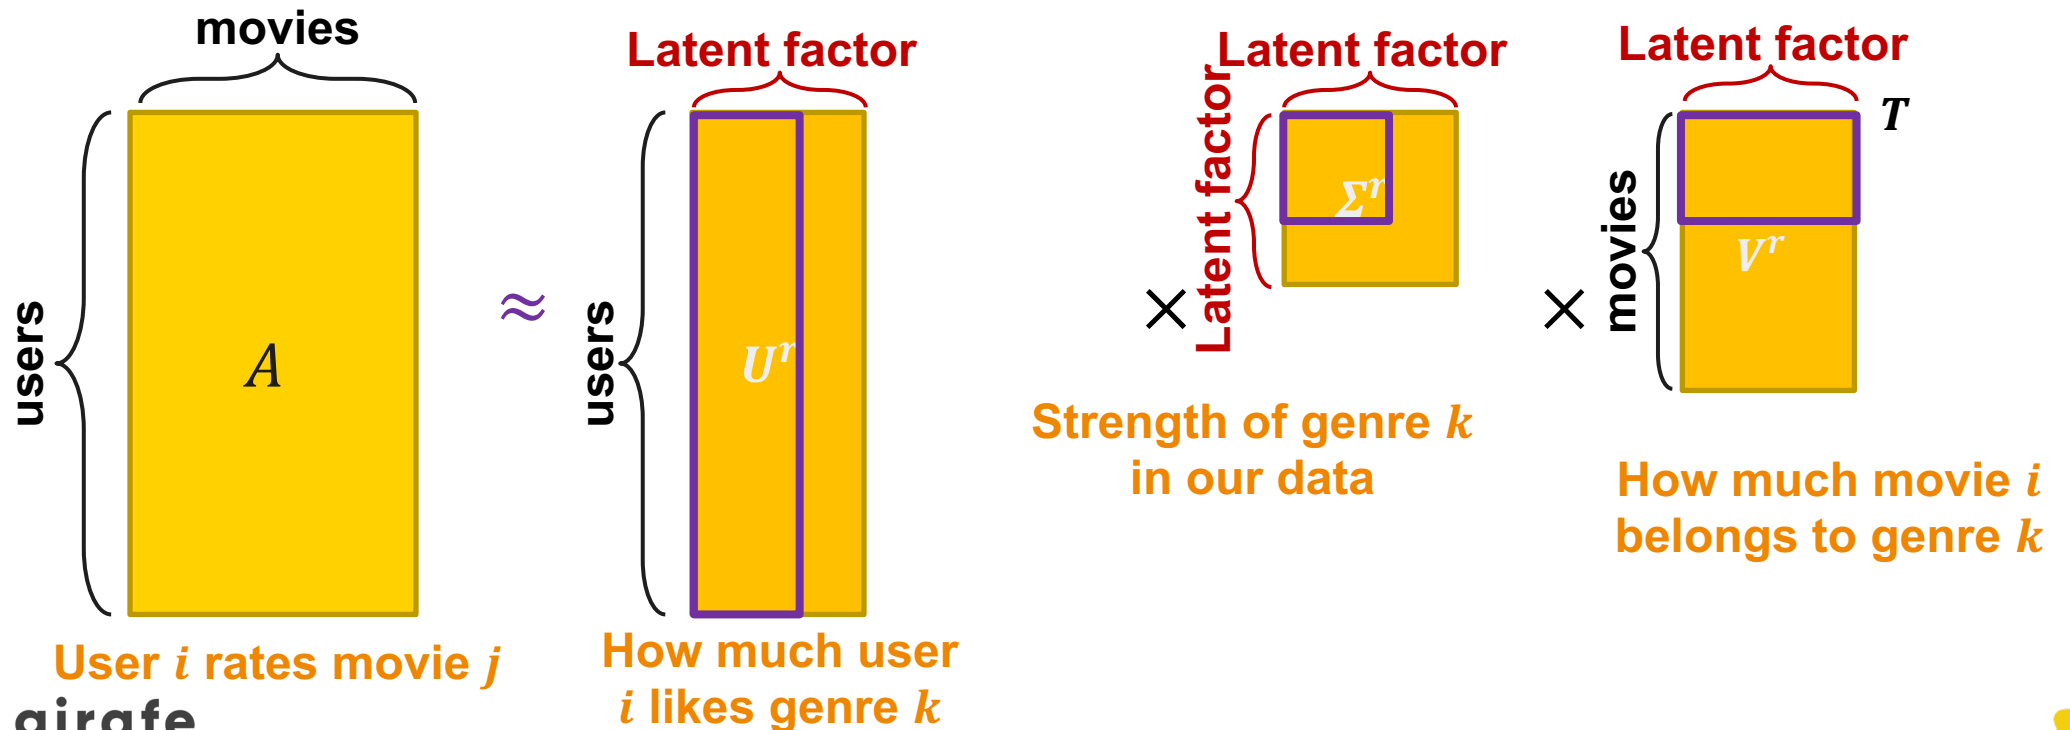 movies
users
A
User i rates movie j
≈
Latent factor
users
U^r
How much user
i likes genre k
×
Latent factor
Latent factor
Σ^r
Strength of genre k
in our data
×
Latent factor
T
movies
V^r
How much movie i
belongs to genre k
girafe